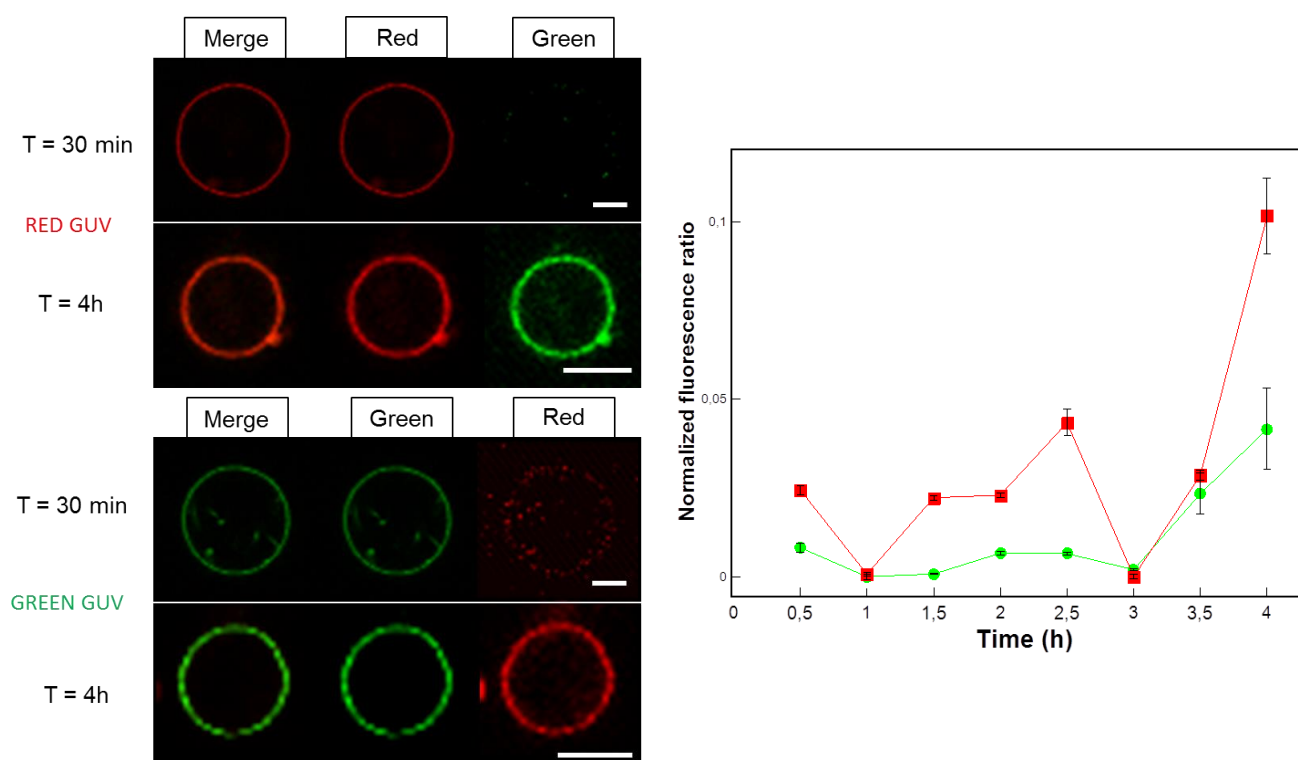 Merge
Red
Green
T = 30 min
RED GUV
T = 4h
Merge
Green
Red
T = 30 min
GREEN GUV
T = 4h
Normalized fluorescence ratio
0,1
0,05
0
0
0,5
1
1,5
2
2,5
3
3,5
4
Time (h)